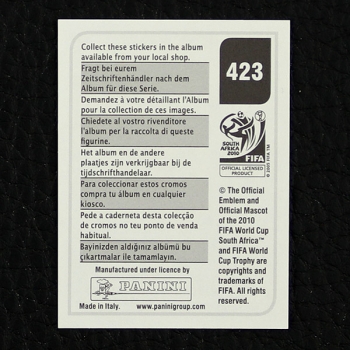 Collect these stickers in the album
available from your local shop.
Fragt bei eurem
Zeitschriftenhändler nach dem
Album für diese Serie.
Demandez à votre détaillant l'Album
pour la collection de ces images.
Chiedete al vostro rivenditore
l'album per la raccolta di queste
figurine.
Het album en de andere
plaatjes zijn verkrijgbaar bij de
tijdschrifthandelaar.
Para coleccionar estos cromos
compra tu álbum en cualquier
kiosco.
Pede a caderneta desta colecção
de cromos no teu ponto de venda
habitual.
Bayinizden aldığınız albümü bu
çıkartmalar ile tamamlayın.
Manufactured under licence by
PANINI
Made in Italy. www.paninigroup.com
423
SOUTH AFRICA
2010
FIFA
© 2005 FIFA TM
OFFICIAL LICENSED
PRODUCT
© The Official
Emblem and
Official Mascot
of the 2010
FIFA World Cup
South Africa™
and FIFA World
Cup Trophy are
copyrights and
trademarks of
FIFA. All rights
reserved.